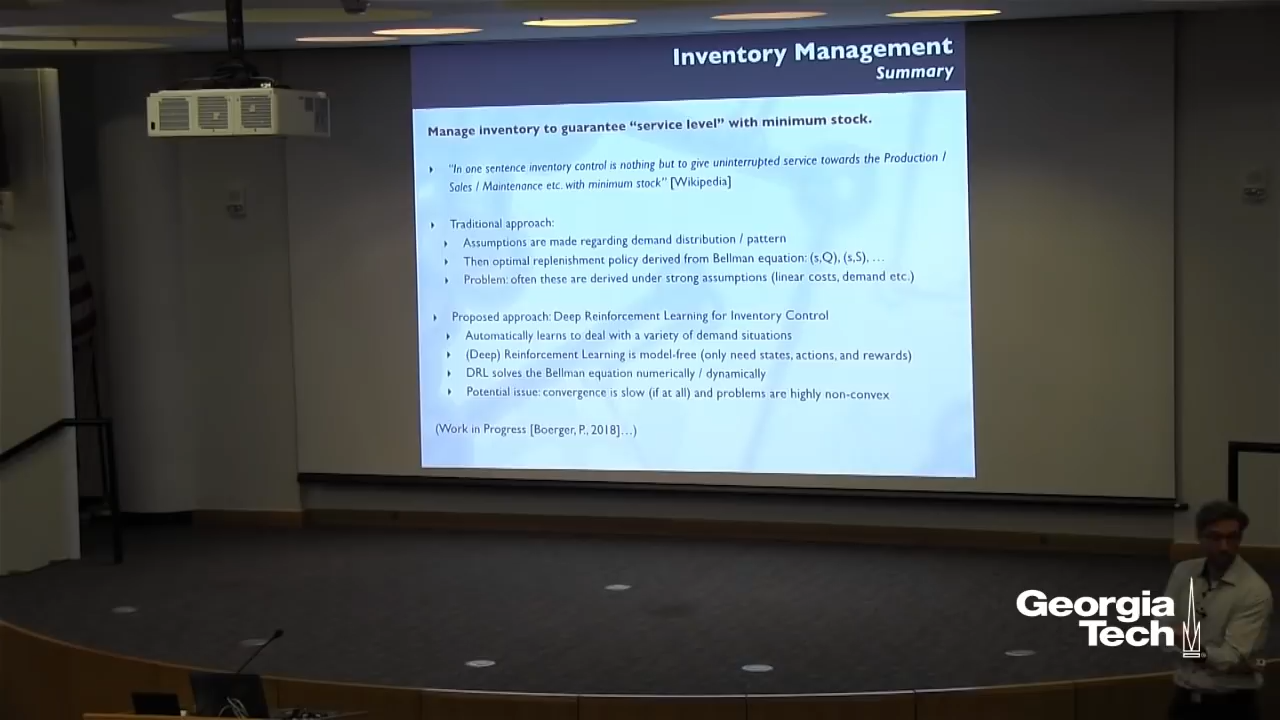 Inventory Management
Summary
Manage inventory to guarantee “service level” with minimum stock.
“In one sentence inventory control is nothing but to give uninterrupted service towards the Production /
Sales / Maintenance etc. with minimum stock” [Wikipedia]
Traditional approach:
Assumptions are made regarding demand distribution / pattern
Then optimal replenishment policy derived from Bellman equation: (s,Q), (s,S), …
Problem: often these are derived under strong assumptions (linear costs, demand etc.)
Proposed approach: Deep Reinforcement Learning for Inventory Control
Automatically learns to deal with a variety of demand situations
(Deep) Reinforcement Learning is model-free (only need states, actions, and rewards)
DRL solves the Bellman equation numerically / dynamically
Potential issue: convergence is slow (if at all) and problems are highly non-convex
(Work in Progress [Boerger, P., 2018]…)
Georgia
Tech